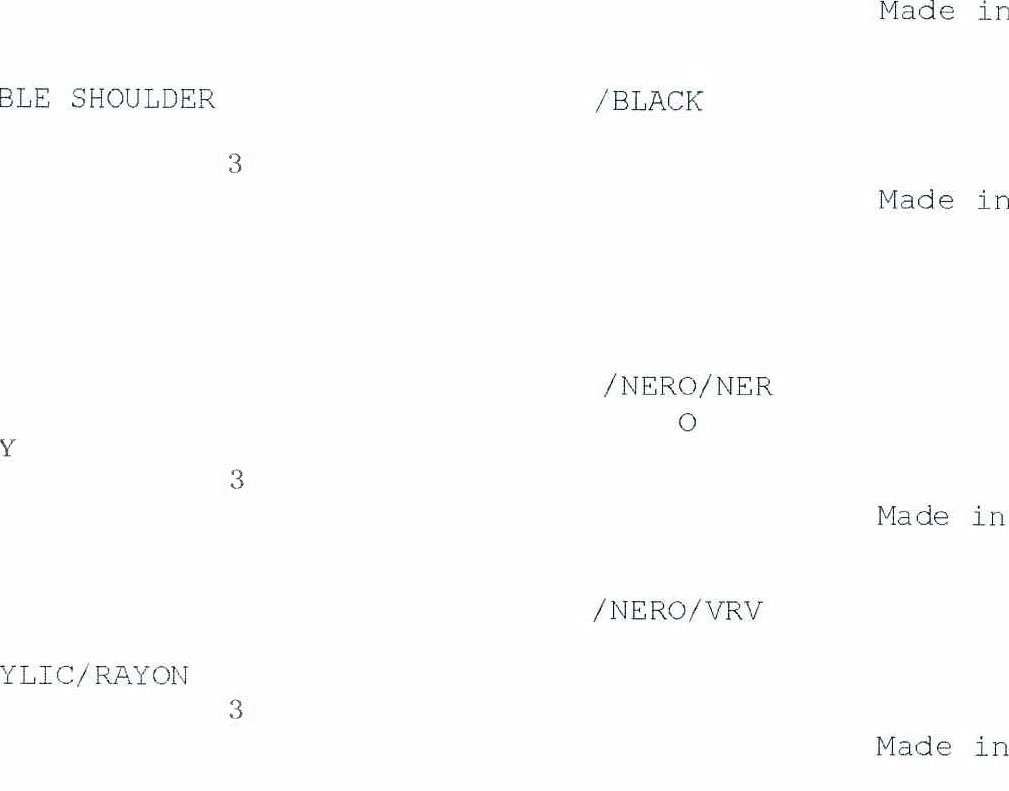 Made in
BLE SHOULDER /BLACK
3
Made in
/NERO/NER
O
Y
3
Made in
/NERO/VRV
YLIC/RAYON
3
Made in